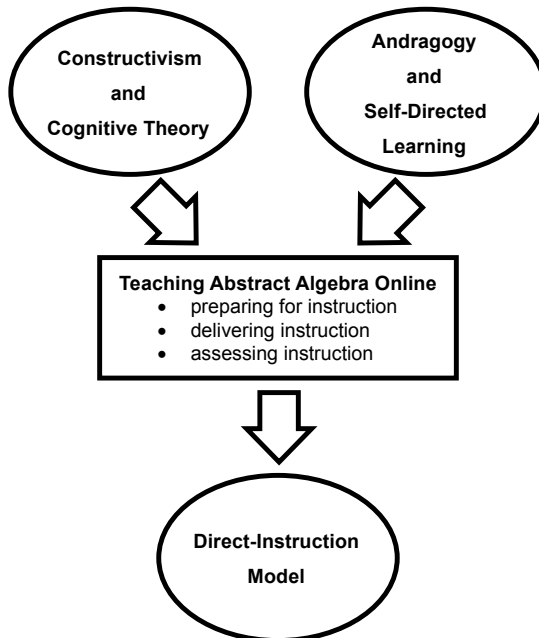 Constructivism
and
Cognitive Theory
Andragogy
and
Self-Directed
Learning
Teaching Abstract Algebra Online
• preparing for instruction
• delivering instruction
• assessing instruction
Direct-Instruction
Model